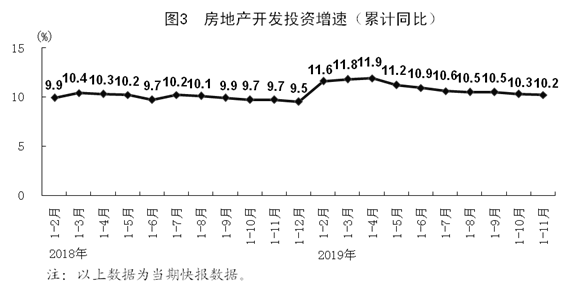 图3 房地产开发投资增速（累计同比）
(%)
15
10
5
0
9.9 10.4 10.3 10.2 9.7 10.2 10.1 9.9 9.7 9.7 9.5 11.6 11.8 11.9 11.2 10.9 10.6 10.5 10.5 10.3 10.2
1-2月 1-3月 1-4月 1-5月 1-6月 1-7月 1-8月 1-9月 1-10月 1-11月 1-12月 1-2月 1-3月 1-4月 1-5月 1-6月 1-7月 1-8月 1-9月 1-10月 1-11月
2018年 2019年
注：以上数据为当期快报数据。